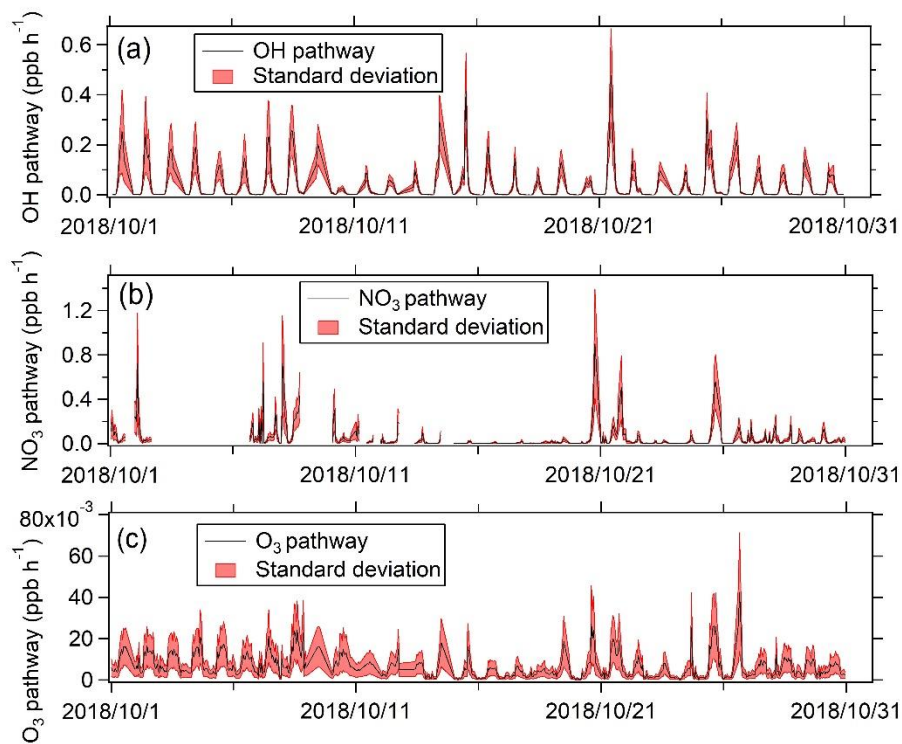 (a)
OH pathway
Standard deviation
OH pathway (ppb h⁻¹)
0.6
0.4
0.2
0.0
2018/10/1 2018/10/11 2018/10/21 2018/10/31
(b)
NO₃ pathway
Standard deviation
NO₃ pathway (ppb h⁻¹)
1.2
0.8
0.4
0.0
2018/10/1 2018/10/11 2018/10/21 2018/10/31
80x10⁻³
(c)
O₃ pathway
Standard deviation
O₃ pathway (ppb h⁻¹)
60
40
20
0
2018/10/1 2018/10/11 2018/10/21 2018/10/31